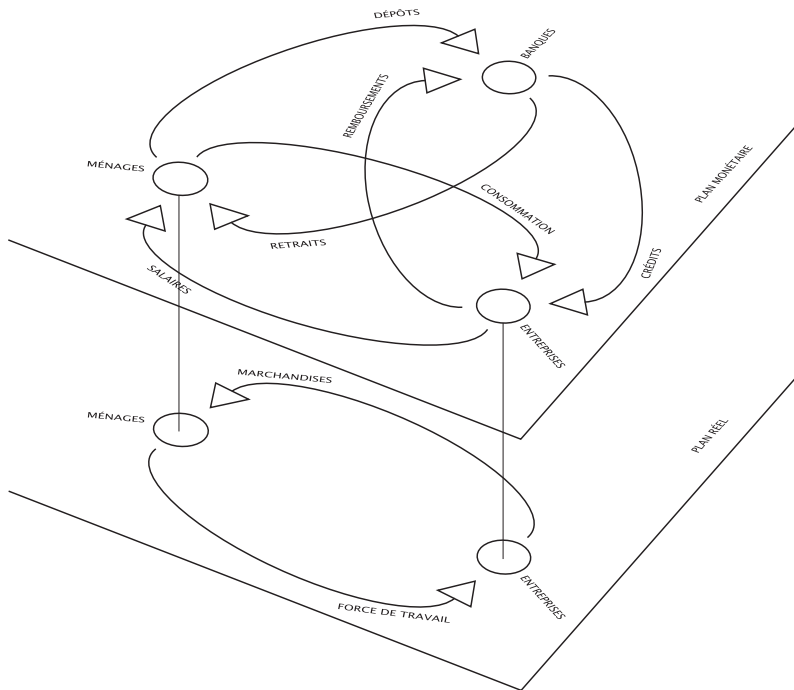 DÉPÔTS
BANQUES
REMBOURSEMENTS
MÉNAGES
PLAN MONÉTAIRE
CONSOMMATION
RETRAITS
CRÉDITS
SALAIRES
ENTREPRISES
MARCHANDISES
MÉNAGES
PLAN RÉEL
ENTREPRISES
FORCE DE TRAVAIL